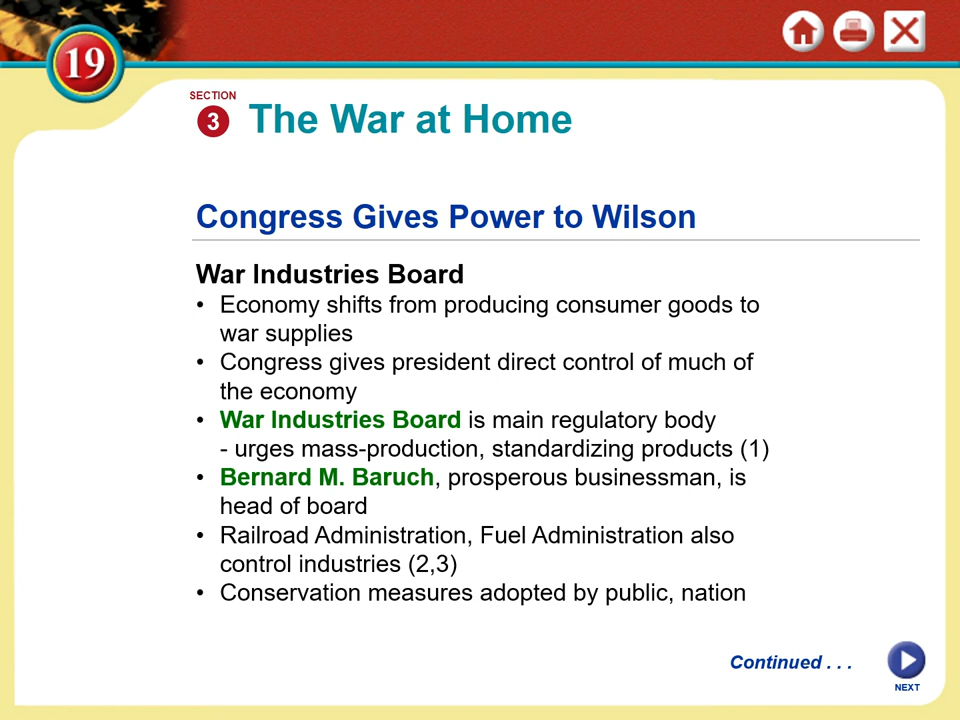 19
SECTION
3 The War at Home
Congress Gives Power to Wilson
War Industries Board
• Economy shifts from producing consumer goods to
war supplies
• Congress gives president direct control of much of
the economy
• War Industries Board is main regulatory body
- urges mass-production, standardizing products (1)
• Bernard M. Baruch, prosperous businessman, is
head of board
• Railroad Administration, Fuel Administration also
control industries (2,3)
• Conservation measures adopted by public, nation
Continued . . .
NEXT